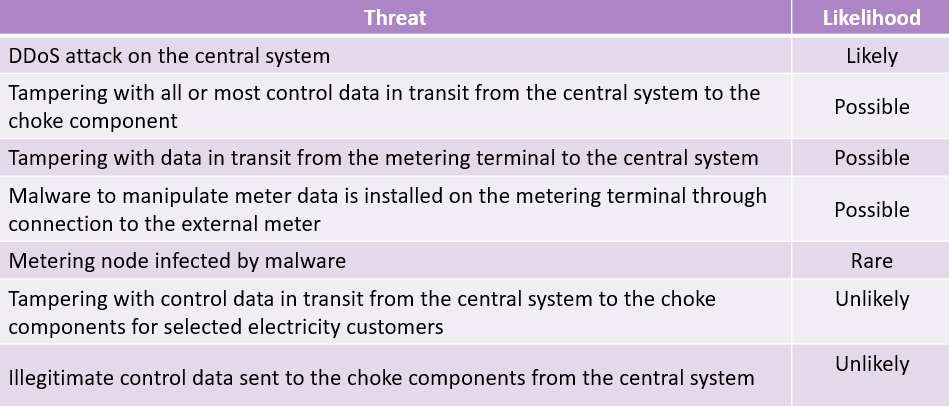 Threat Likelihood
DDoS attack on the central system Likely
Tampering with all or most control data in transit from the central system to the
choke component
Possible
Tampering with data in transit from the metering terminal to the central system Possible
Malware to manipulate meter data is installed on the metering terminal through
connection to the external meter
Possible
Metering node infected by malware Rare
Tampering with control data in transit from the central system to the choke
components for selected electricity customers
Unlikely
Illegitimate control data sent to the choke components from the central system
Unlikely